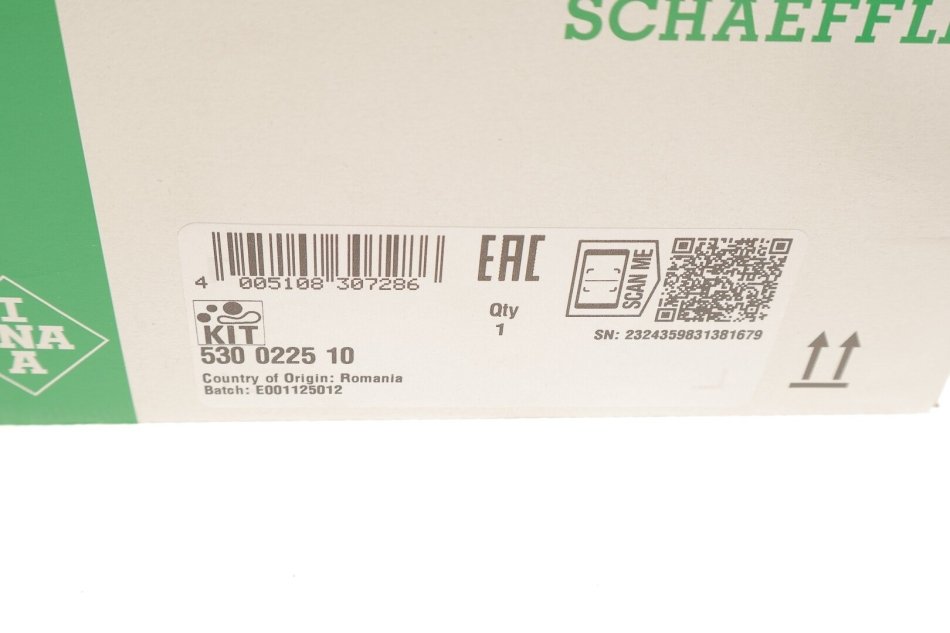 SCHAEFFL
I
NA
A
4 005108 307286
EAC
SCAN ME
Qty
1
SN: 2324359831381679
KIT
530 0225 10
Country of Origin: Romania
Batch: E001125012